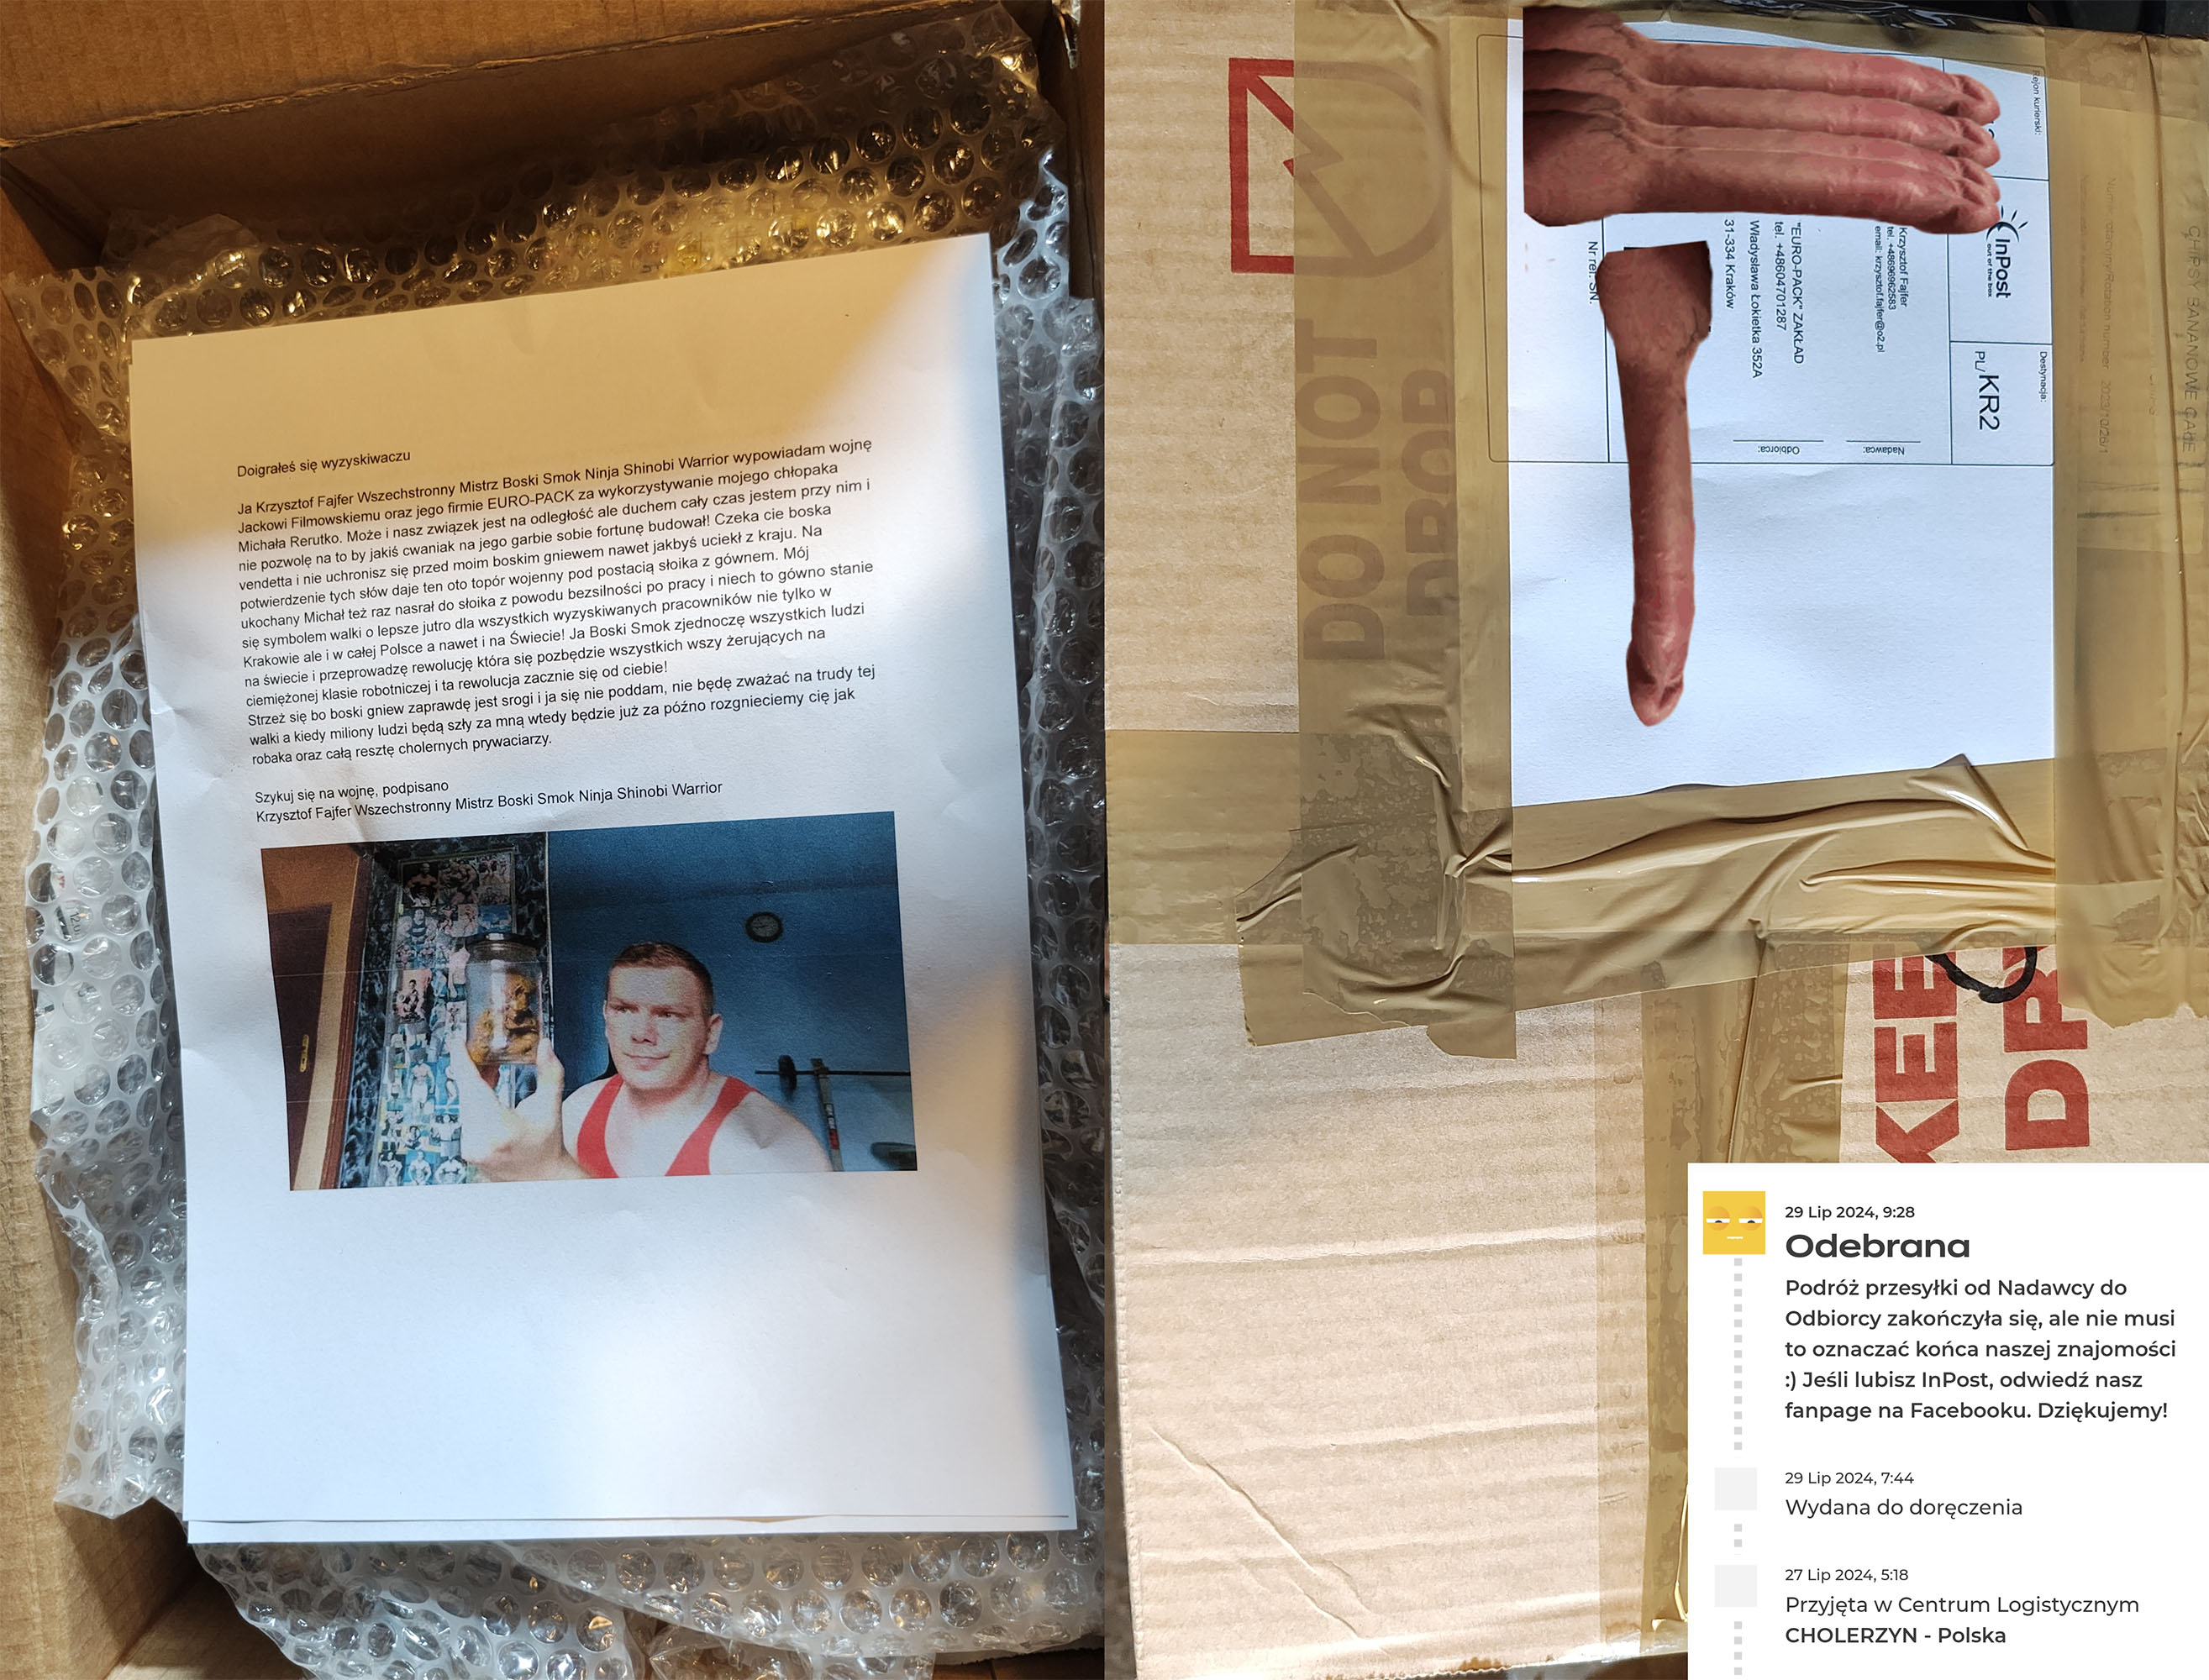 Doigrałeś się wyzyskiwaczu
Ja Krzysztof Fajfer Wszechstronny Mistrz Boski Smok Ninja Shinobi Warrior wypowiadam wojnę
Jackowi Filmowskiemu oraz jego firmie EURO-PACK za wykorzystywanie mojego chłopaka
Michała Rerutko. Może i nasz związek jest na odległość ale duchem cały czas jestem przy nim i
nie pozwolę na to by jakiś cwaniak na jego garbie sobie fortunę budował! Czeka cie boska
vendetta i nie uchronisz się przed moim boskim gniewem nawet jakbyś uciekł z kraju. Na
potwierdzenie tych słów daje ten oto topór wojenny pod postacią słoika z gównem. Mój
ukochany Michał też raz nasrał do słoika z powodu bezsilności po pracy i niech to gówno stanie
się symbolem walki o lepsze jutro dla wszystkich wyzyskiwanych pracowników nie tylko w
Krakowie ale i w całej Polsce a nawet i na Świecie! Ja Boski Smok zjednoczę wszystkich ludzi
na świecie i przeprowadzę rewolucję która się pozbędzie wszystkich wszy żerujących na
ciemiężonej klasie robotniczej i ta rewolucja zacznie się od ciebie!
Strzeż się bo boski gniew zaprawdę jest srogi i ja się nie poddam, nie będę zważać na trudy tej
walki a kiedy miliony ludzi będą szły za mną wtedy będzie już za późno rozgnieciemy cię jak
robaka oraz całą resztę cholernych prywaciarzy.
Szykuj się na wojnę, podpisano
Krzysztof Fajfer Wszechstronny Mistrz Boski Smok Ninja Shinobi Warrior
Rejon kurierski:
InPost
out of the box
Destynacja:
PL/KR2
Nadawca:
Krzysztof Fajfer
tel. +48696962583
email: krzysztof.fajfer@o2.pl
Odbiorca:
"EURO-PACK" ZAKŁAD
tel. +48604701287
Władysława Łokietka 352A
31-334 Kraków
Nr ref. SN.
DO NOT
DROP
CHIPSY BANANOWE CAŁE
KEE
DR
29 Lip 2024, 9:28
Odebrana
Podróż przesyłki od Nadawcy do
Odbiorcy zakończyła się, ale nie musi
to oznaczać końca naszej znajomości
:) Jeśli lubisz InPost, odwiedź nasz
fanpage na Facebooku. Dziękujemy!
29 Lip 2024, 7:44
Wydana do doręczenia
27 Lip 2024, 5:18
Przyjęta w Centrum Logistycznym
CHOLERZYN - Polska